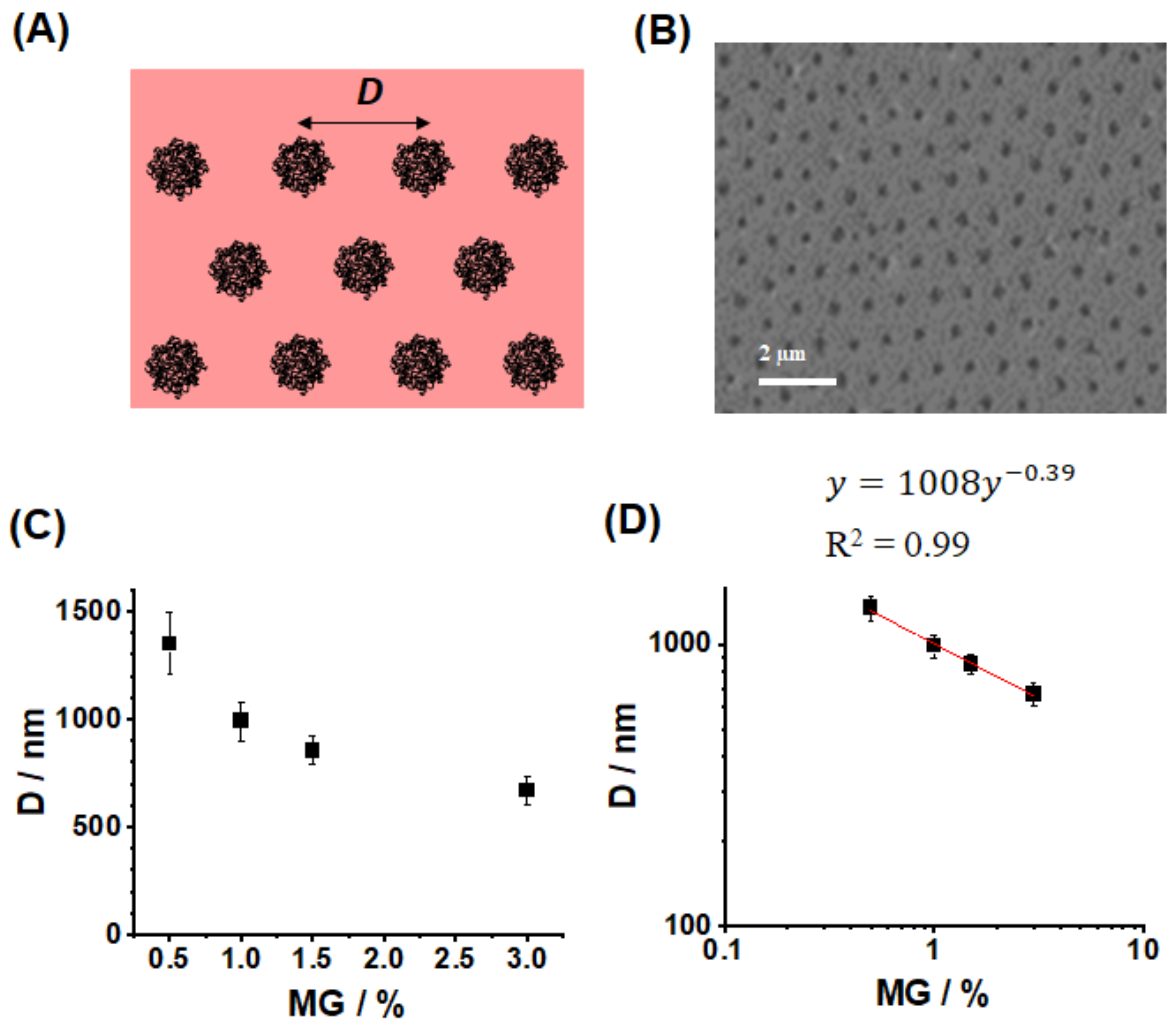 (A)
D
(B)
2 μm
(C)
1500
1000
500
0
0.5 1.0 1.5 2.0 2.5 3.0
D / nm
MG / %
y = 1008y⁻⁰·³⁹
R² = 0.99
(D)
1000
100
0.1 1 10
D / nm
MG / %